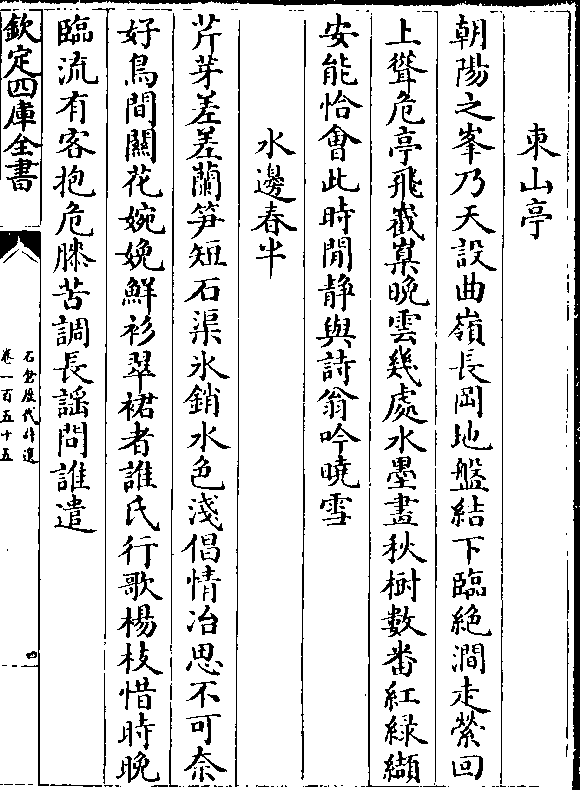 東山亭
朝陽之峯乃天設曲嶺長岡地盤結下臨絶澗走縈回
上聳危亭飛嶻嵲晚雲幾處水墨畫秋樹數番紅緑纈
安能恰會此時閒静與詩翁吟曉雪
水邊春半
芹芽差差蘭笋短石渠氷銷水色淺倡情冶思不可奈
好鳥間關花婉娩鮮衫翠裙者誰氏行歌楊枝惜時晚
臨流有客抱危膝苦調長謡問誰遣
欽定四庫全書
石倉歴代詩選
卷一百五十五
四